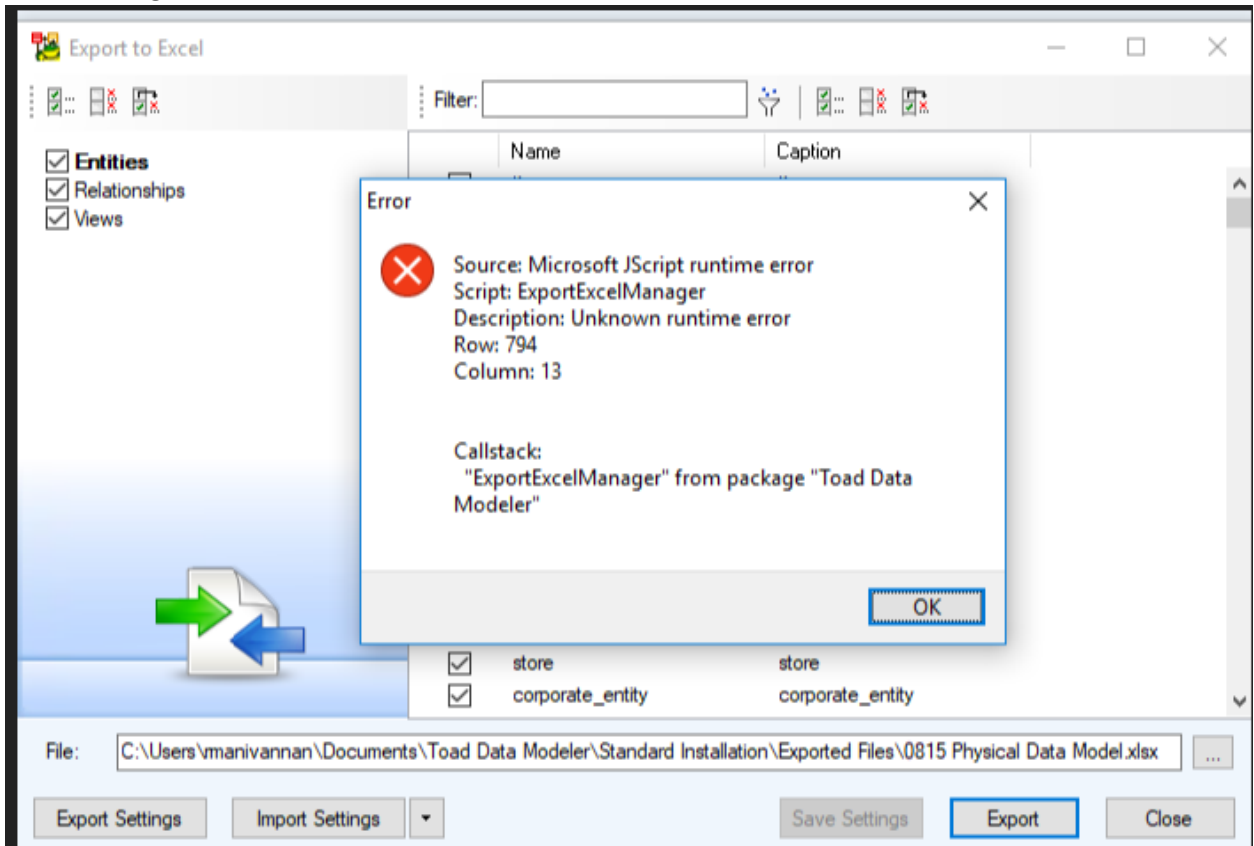 Export to Excel
Filter:
Name Caption
Entities
Relationships
Views
Error
Source: Microsoft JScript runtime error
Script: ExportExcelManager
Description: Unknown runtime error
Row: 794
Column: 13
Callstack:
"ExportExcelManager" from package "Toad Data
Modeler"
OK
store store
corporate_entity corporate_entity
File: C:\Users\rmanivannan\Documents\Toad Data Modeler\Standard Installation\Exported Files\0815 Physical Data Model.xlsx ...
Export Settings Import Settings Save Settings Export Close